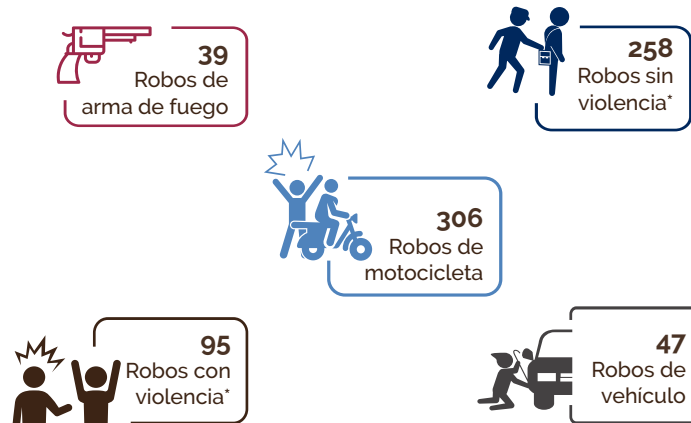 39
Robos de
arma de fuego
258
Robos sin
violencia*
306
Robos de
motocicleta
95
Robos con
violencia*
47
Robos de
vehículo